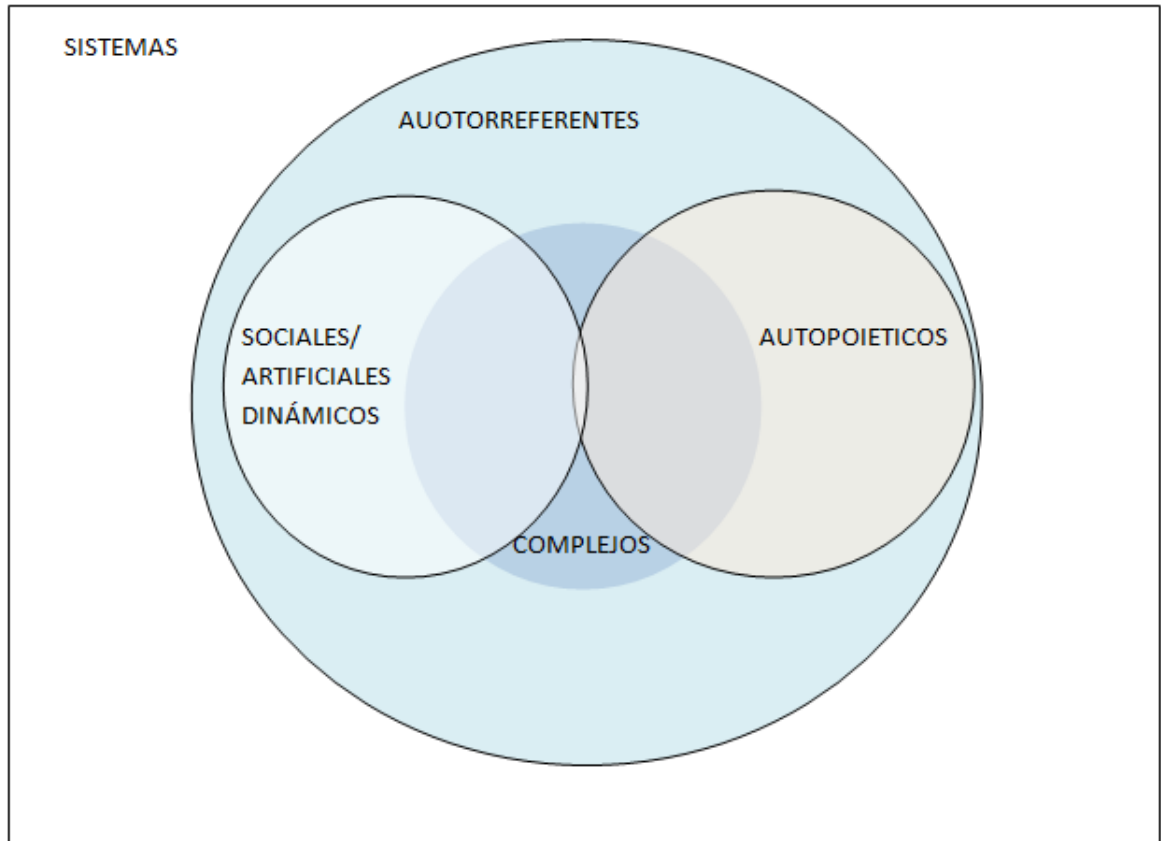 SISTEMAS
AUOTORREFERENTES
SOCIALES/
ARTIFICIALES
DINÁMICOS
AUTOPOIETICOS
COMPLEJOS